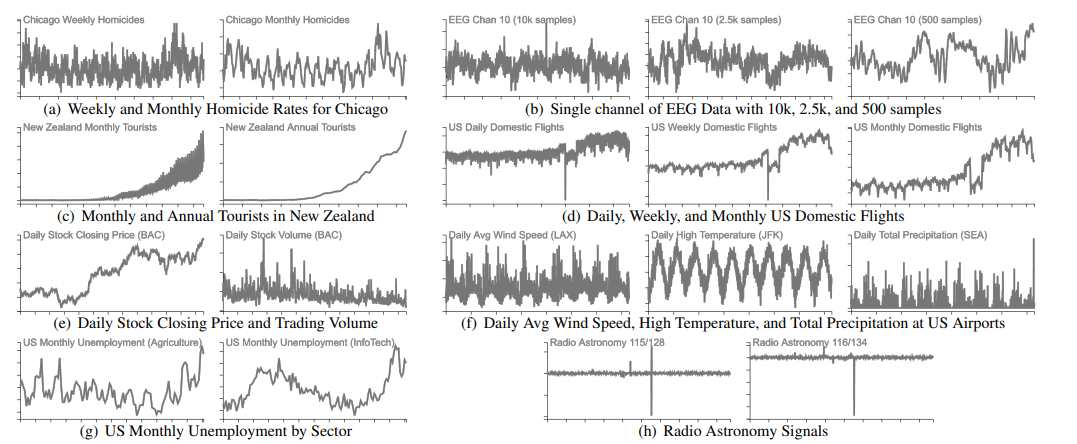 Chicago Weekly Homicides
Chicago Monthly Homicides
EEG Chan 10 (10k samples)
EEG Chan 10 (2.5k samples)
EEG Chan 10 (500 samples)
(a) Weekly and Monthly Homicide Rates for Chicago
(b) Single channel of EEG Data with 10k, 2.5k, and 500 samples
New Zealand Monthly Tourists
New Zealand Annual Tourists
US Daily Domestic Flights
US Weekly Domestic Flights
US Monthly Domestic Flights
(c) Monthly and Annual Tourists in New Zealand
(d) Daily, Weekly, and Monthly US Domestic Flights
Daily Stock Closing Price (BAC)
Daily Stock Volume (BAC)
Daily Avg Wind Speed (LAX)
Daily High Temperature (JFK)
Daily Total Precipitation (SEA)
(e) Daily Stock Closing Price and Trading Volume
(f) Daily Avg Wind Speed, High Temperature, and Total Precipitation at US Airports
US Monthly Unemployment (Agriculture)
US Monthly Unemployment (InfoTech)
Radio Astronomy 115/128
Radio Astronomy 116/134
(g) US Monthly Unemployment by Sector
(h) Radio Astronomy Signals